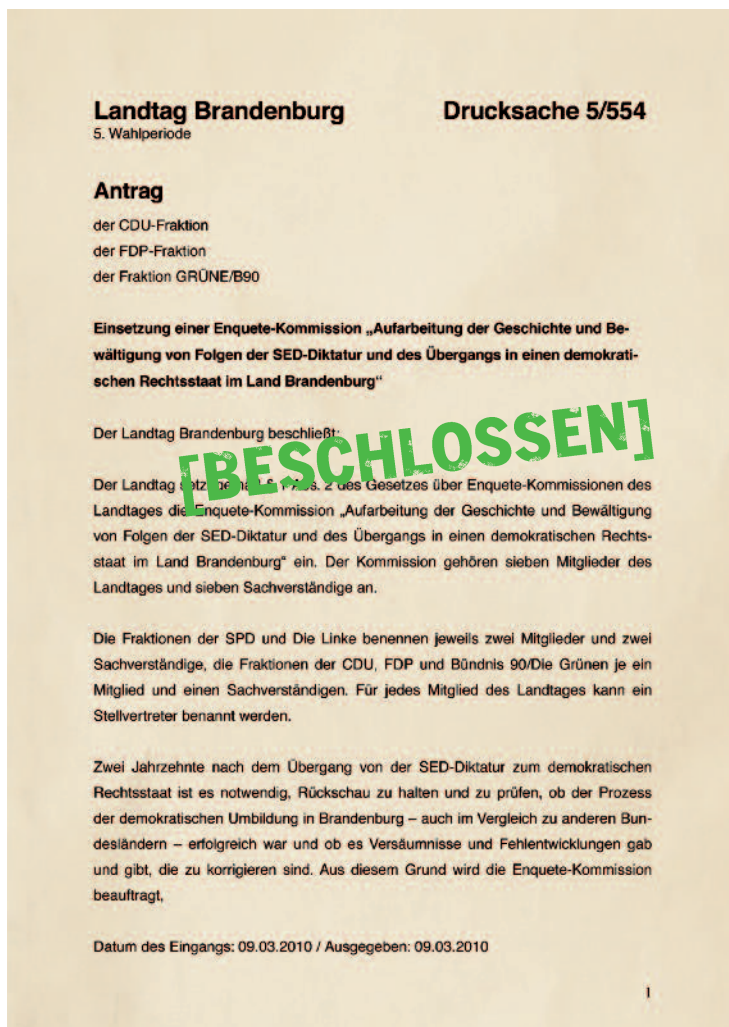 Landtag Brandenburg Drucksache 5/554
5. Wahlperiode
Antrag
der CDU-Fraktion
der FDP-Fraktion
der Fraktion GRÜNE/B90
Einsetzung einer Enquete-Kommission „Aufarbeitung der Geschichte und Be-
wältigung von Folgen der SED-Diktatur und des Übergangs in einen demokrati-
schen Rechtsstaat im Land Brandenburg“
Der Landtag Brandenburg beschließt:
[BESCHLOSSEN]
Der Landtag § 1 Abs. 2 des Gesetzes über Enquete-Kommissionen des
Landtages die Enquete-Kommission „Aufarbeitung der Geschichte und Bewältigung
von Folgen der SED-Diktatur und des Übergangs in einen demokratischen Rechts-
staat im Land Brandenburg“ ein. Der Kommission gehören sieben Mitglieder des
Landtages und sieben Sachverständige an.
Die Fraktionen der SPD und Die Linke benennen jeweils zwei Mitglieder und zwei
Sachverständige, die Fraktionen der CDU, FDP und Bündnis 90/Die Grünen je ein
Mitglied und einen Sachverständigen. Für jedes Mitglied des Landtages kann ein
Stellvertreter benannt werden.
Zwei Jahrzehnte nach dem Übergang von der SED-Diktatur zum demokratischen
Rechtsstaat ist es notwendig, Rückschau zu halten und zu prüfen, ob der Prozess
der demokratischen Umbildung in Brandenburg – auch im Vergleich zu anderen Bun-
desländern – erfolgreich war und ob es Versäumnisse und Fehlentwicklungen gab
und gibt, die zu korrigieren sind. Aus diesem Grund wird die Enquete-Kommission
beauftragt,
Datum des Eingangs: 09.03.2010 / Ausgegeben: 09.03.2010
1